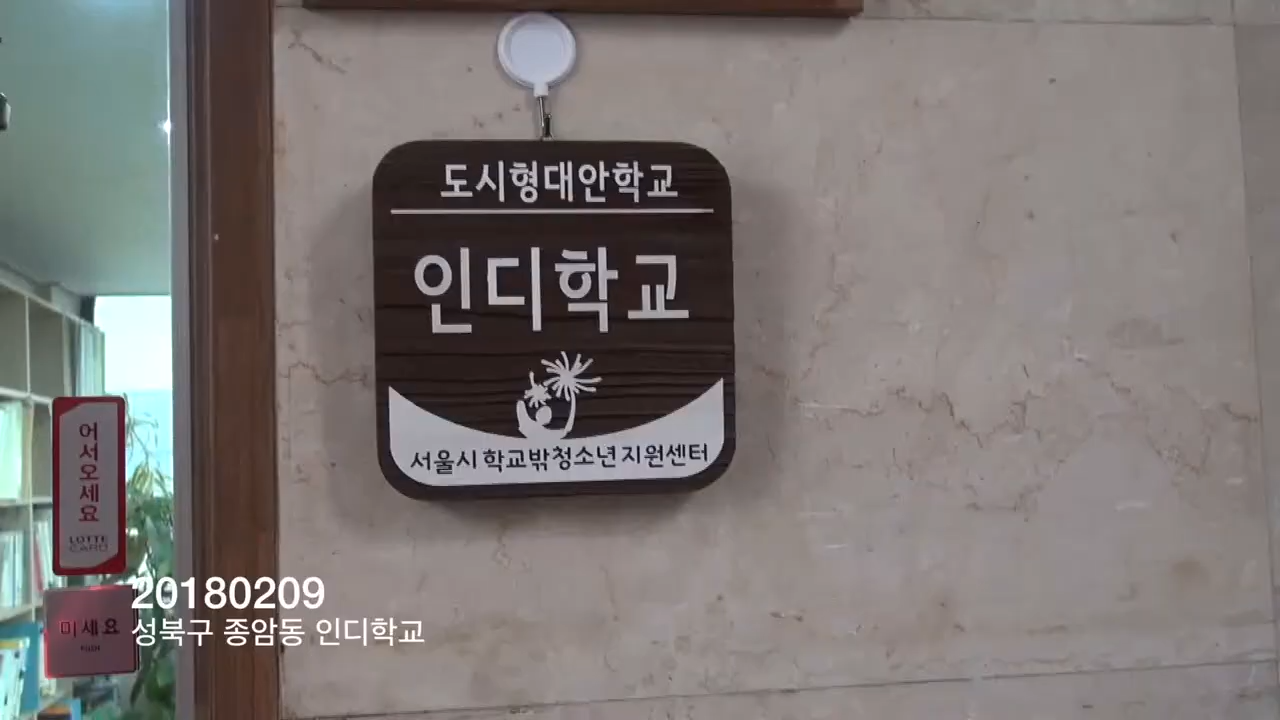 도시형대안학교
인디학교
서울시학교밖청소년지원센터
어서오세요
LOTTE
CARD
미세요
20180209
성북구 종암동 인디학교